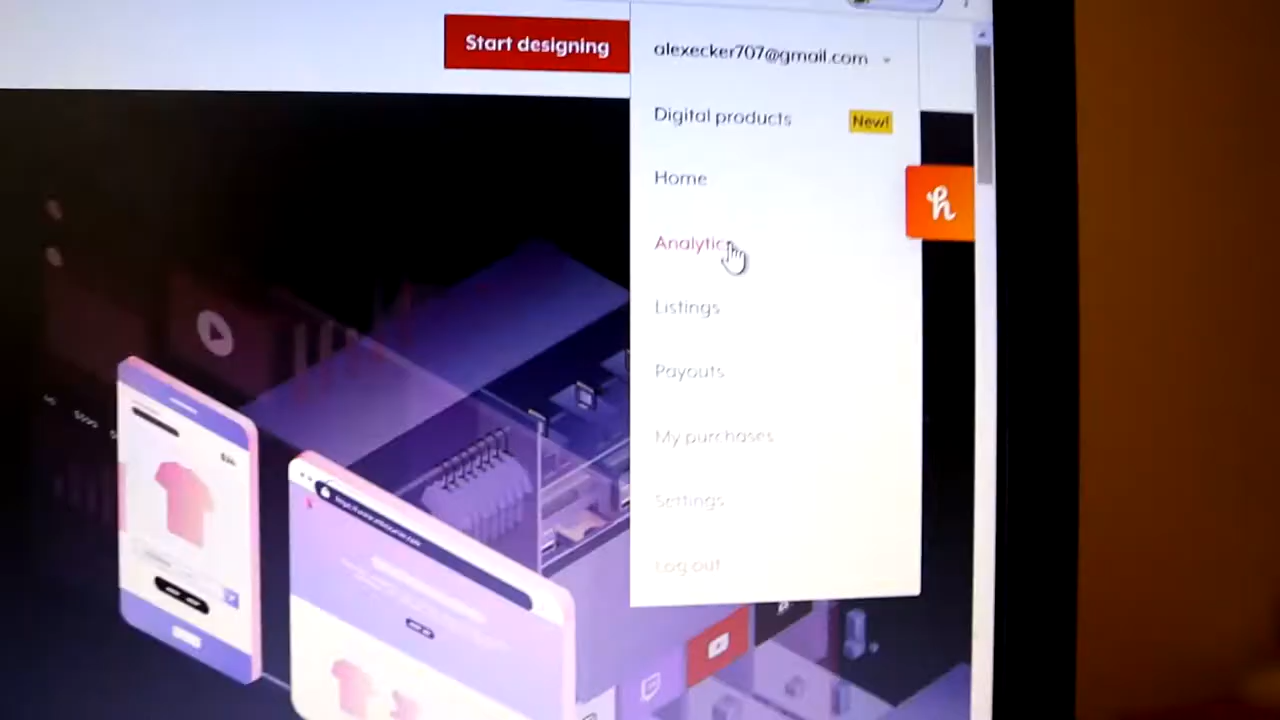 Start designing
alexecker707@gmail.com
Digital products New!
Home
Analytics
Listings
Payouts
My purchases
Settings
Log out